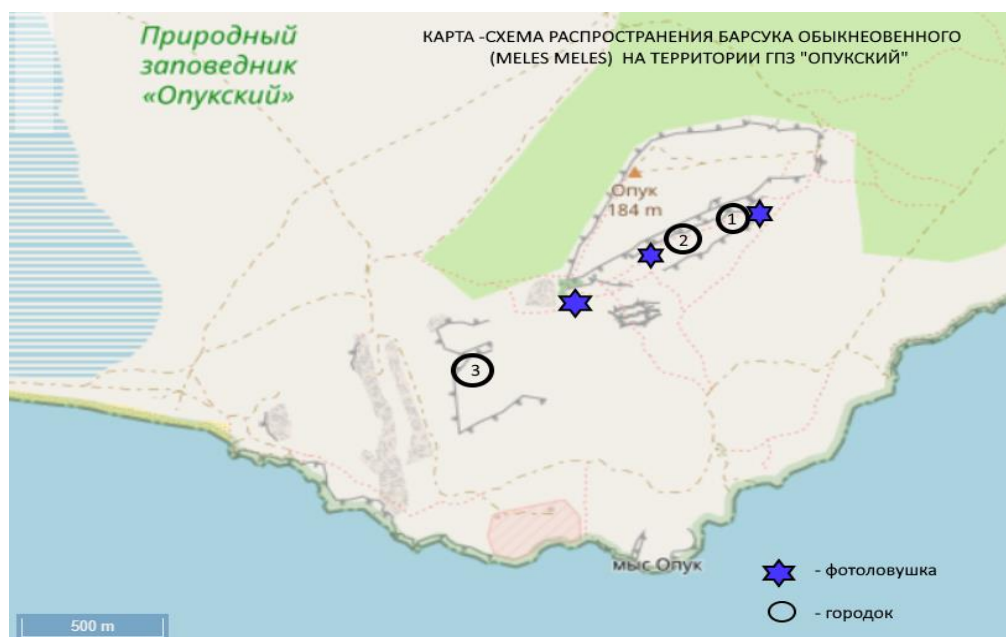 Природный
заповедник
«Опукский»
КАРТА -СХЕМА РАСПРОСТРАНЕНИЯ БАРСУКА ОБЫКНЕОВЕННОГО
(MELES MELES) НА ТЕРРИТОРИИ ГПЗ "ОПУКСКИЙ"
Опук
184 m
1
2
3
мыс Опук
- фотоловушка
- городок
500 m